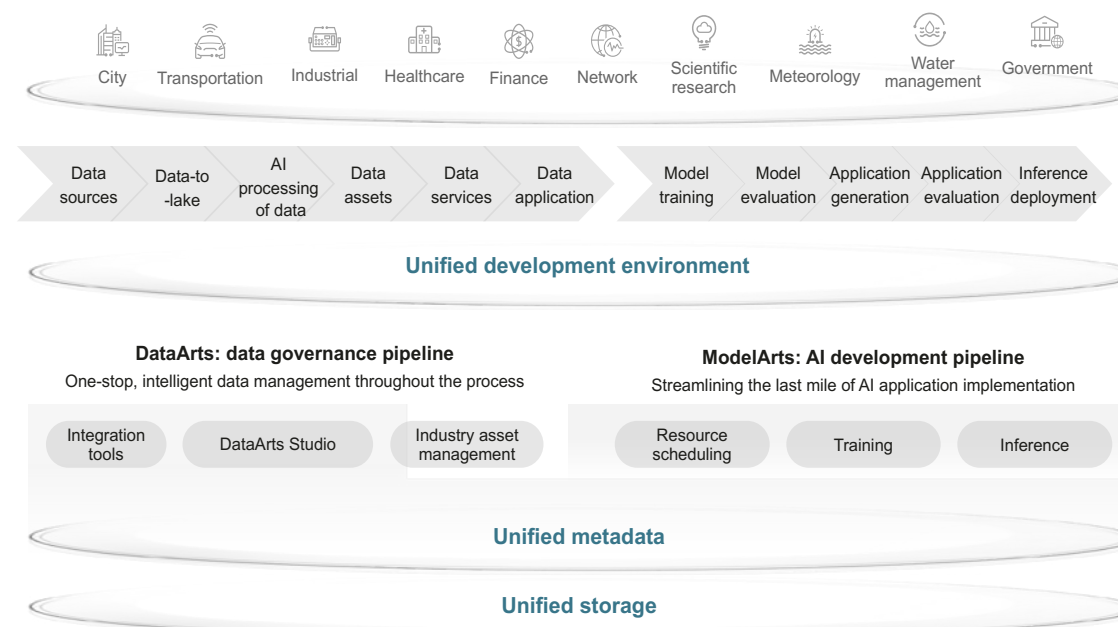 City
Transportation
Industrial
Healthcare
Finance
Network
Scientific
research
Meteorology
Water
management
Government
Data
sources
Data-to
-lake
AI
processing
of data
Data
assets
Data
services
Data
application
Model
training
Model
evaluation
Application
generation
Application
evaluation
Inference
deployment
Unified development environment
DataArts: data governance pipeline
One-stop, intelligent data management throughout the process
Integration
tools
DataArts Studio
Industry asset
management
ModelArts: AI development pipeline
Streamlining the last mile of AI application implementation
Resource
scheduling
Training
Inference
Unified metadata
Unified storage